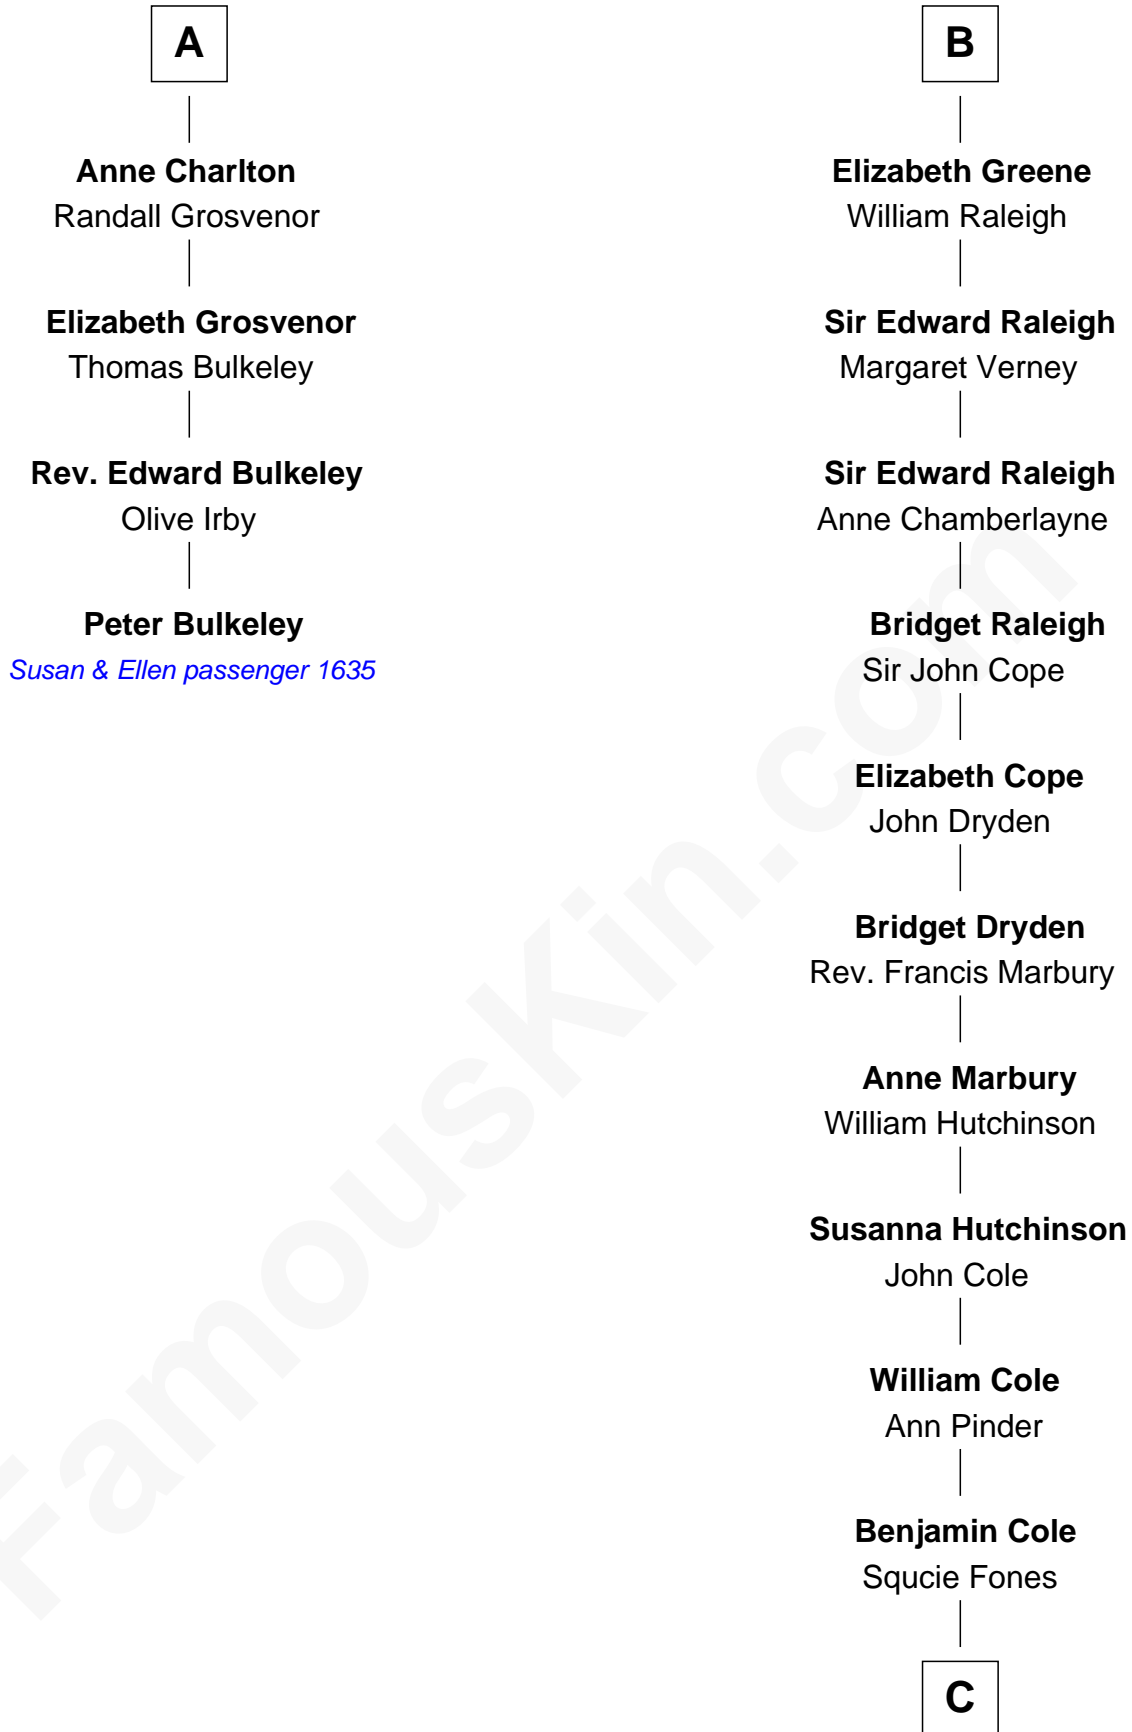 A
Anne Charlton
Randall Grosvenor
Elizabeth Grosvenor
Thomas Bulkeley
Rev. Edward Bulkeley
Olive Irby
Peter Bulkeley
Susan & Ellen passenger 1635
B
Elizabeth Greene
William Raleigh
Sir Edward Raleigh
Margaret Verney
Sir Edward Raleigh
Anne Chamberlayne
Bridget Raleigh
Sir John Cope
Elizabeth Cope
John Dryden
Bridget Dryden
Rev. Francis Marbury
Anne Marbury
William Hutchinson
Susanna Hutchinson
John Cole
William Cole
Ann Pinder
Benjamin Cole
Squcie Fones
C
FamousKin.com